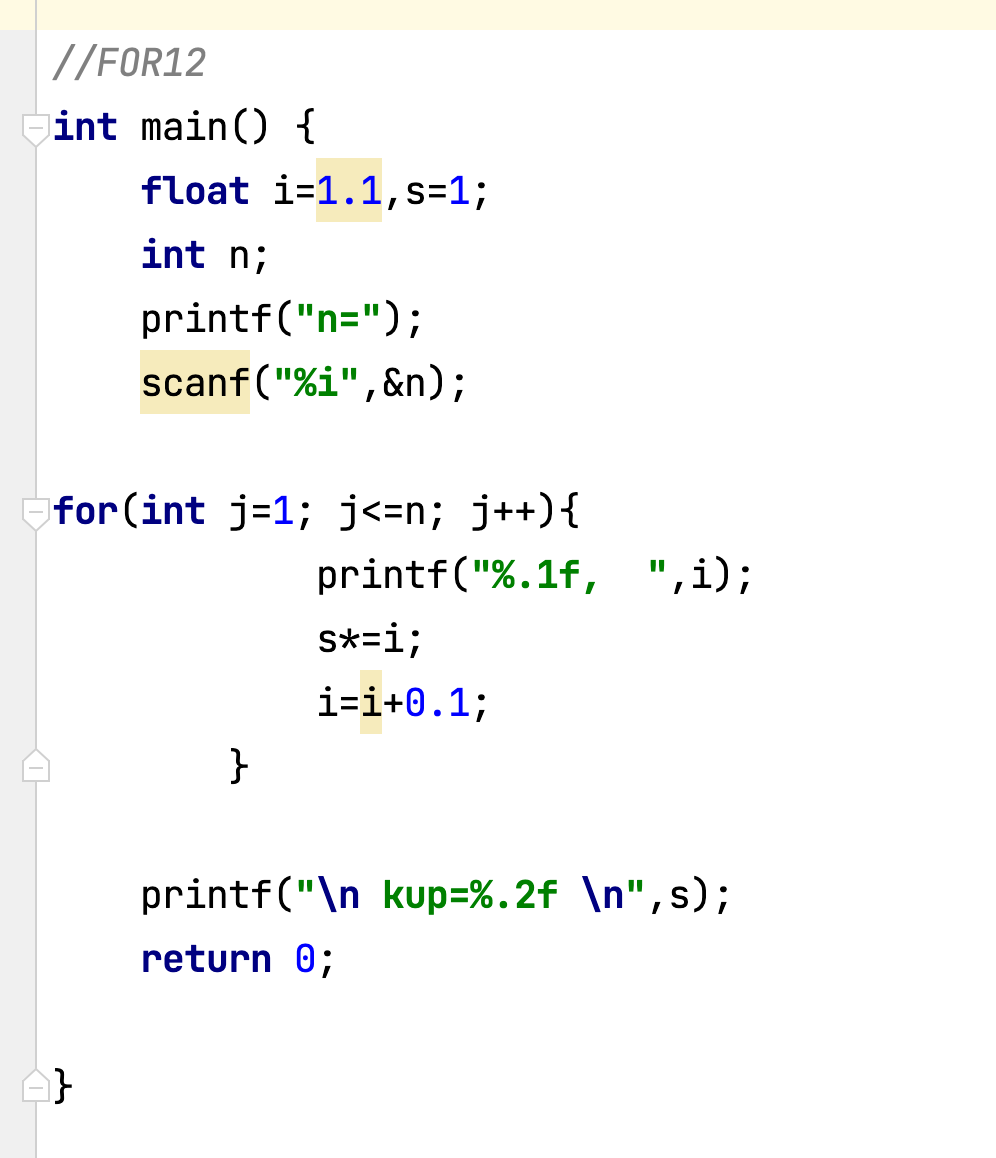 //FOR12
int main() {
    float i=1.1,s=1;
    int n;
    printf("n=");
    scanf("%i",&n);

for(int j=1; j<=n; j++){
            printf("%.1f,  ",i);
            s*=i;
            i=i+0.1;
        }

    printf("\n kup=%.2f \n",s);
    return 0;

}